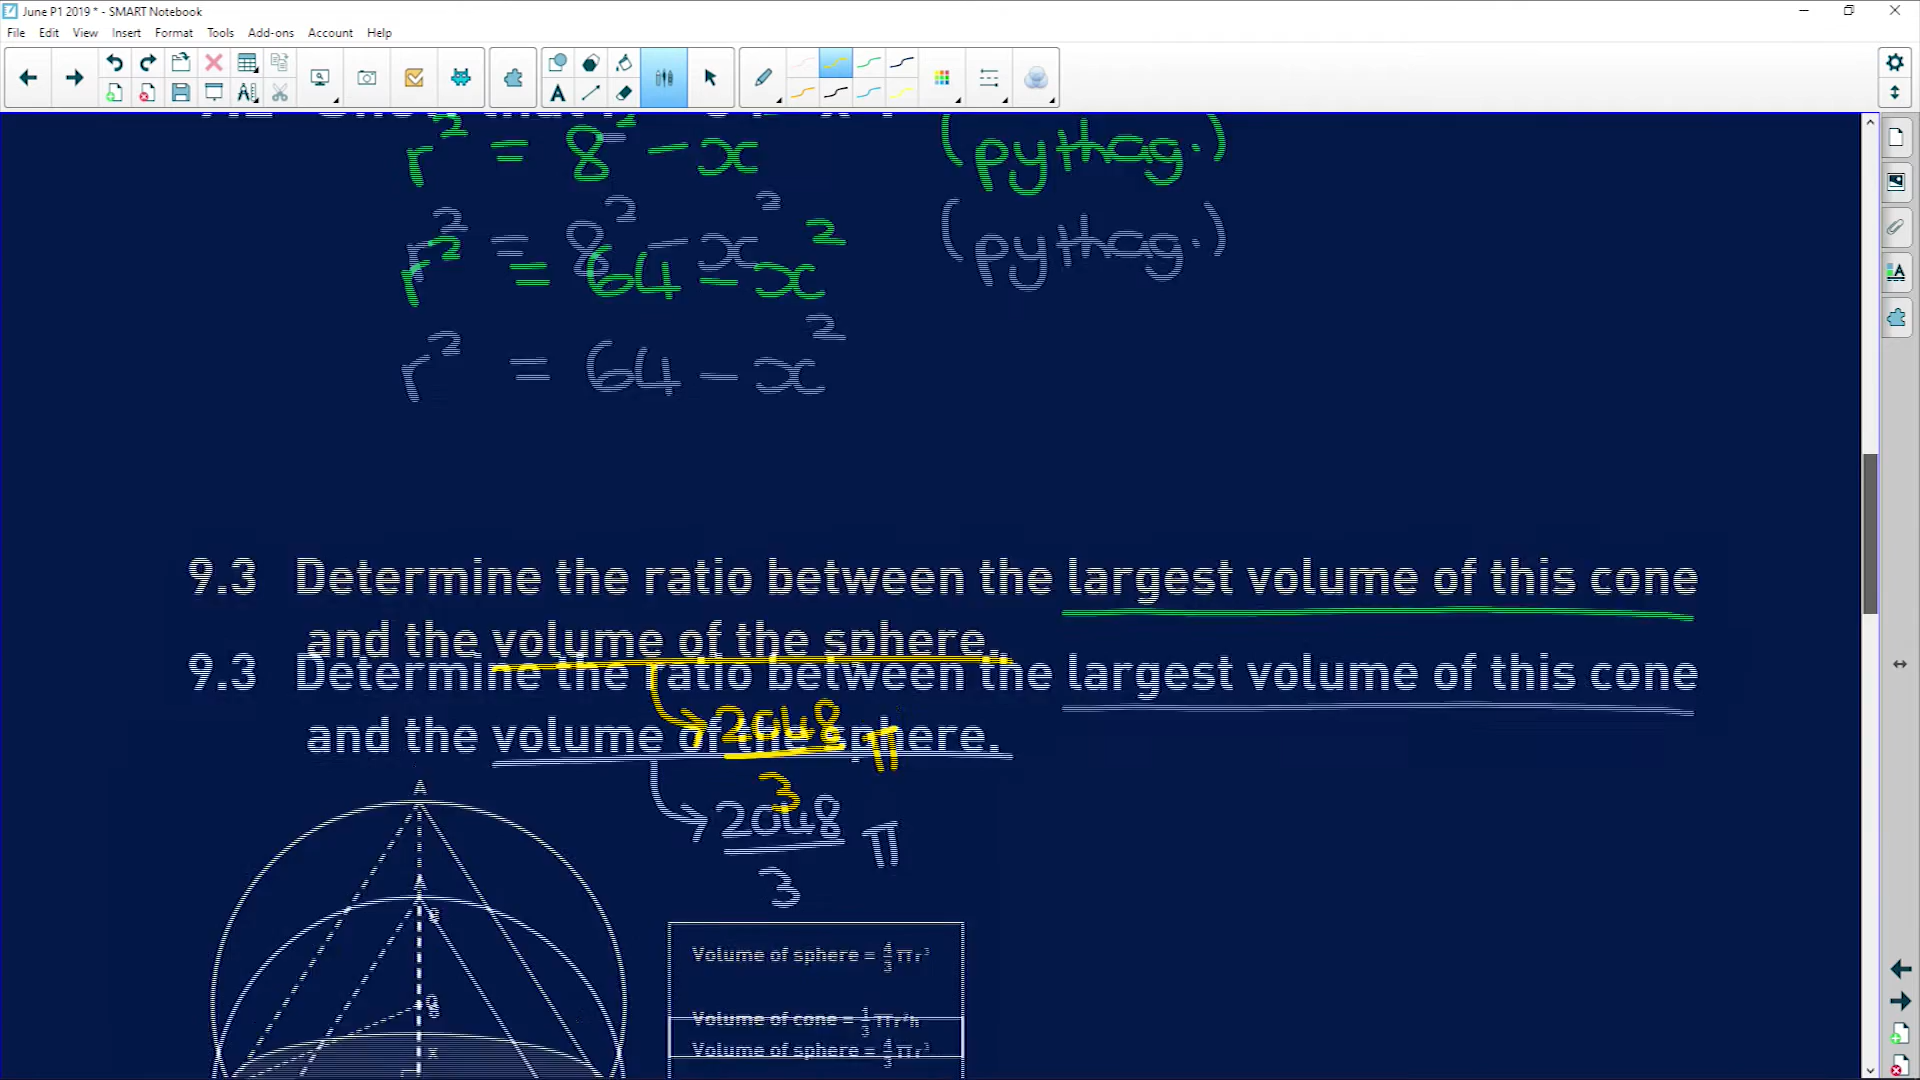 June P1 2019 * - SMART Notebook
File Edit View Insert Format Tools Add-ons Account Help
r² = 8² - x (pythag.)
r² = 8² - x² (pythag.)
r² = 64 - x²
r² = 64 - x²
9.3 Determine the ratio between the largest volume of this cone
and the volume of the sphere.
9.3 Determine the ratio between the largest volume of this cone
and the volume of the sphere.
2048/3 π
2048/3 π
A
A
8
8
x
Volume of sphere = 4/3 πr³
Volume of cone = 1/3 πr²h
Volume of sphere = 4/3 πr³